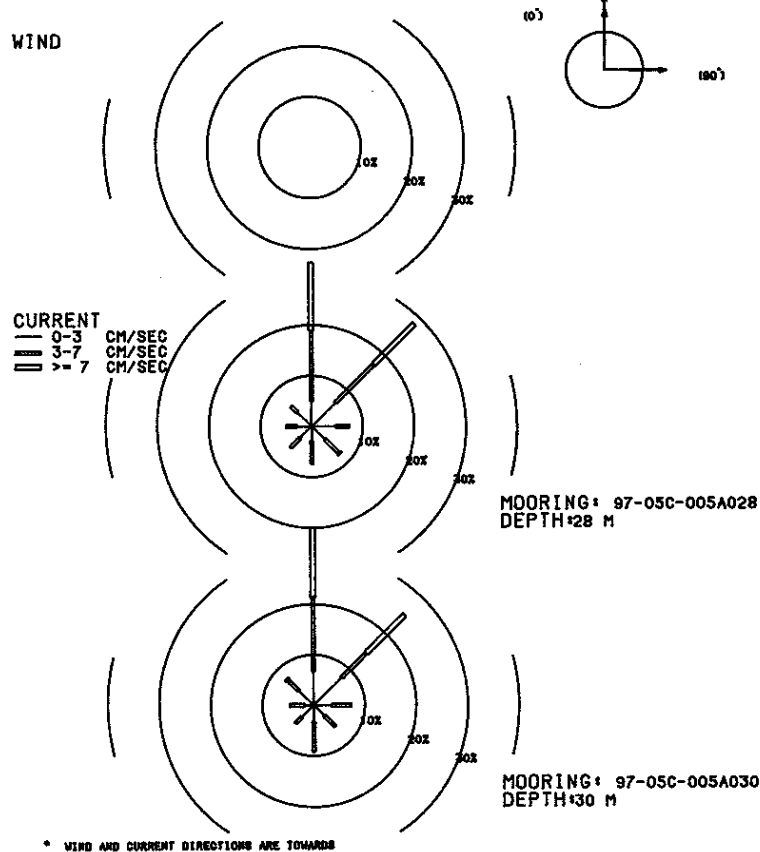 WIND
(0°)
(90°)
10%
20%
30%
CURRENT
0-3 CM/SEC
3-7 CM/SEC
>= 7 CM/SEC
10%
20%
30%
MOORING: 97-05C-005A028
DEPTH:28 M
10%
20%
30%
MOORING: 97-05C-005A030
DEPTH:30 M
* WIND AND CURRENT DIRECTIONS ARE TOWARDS